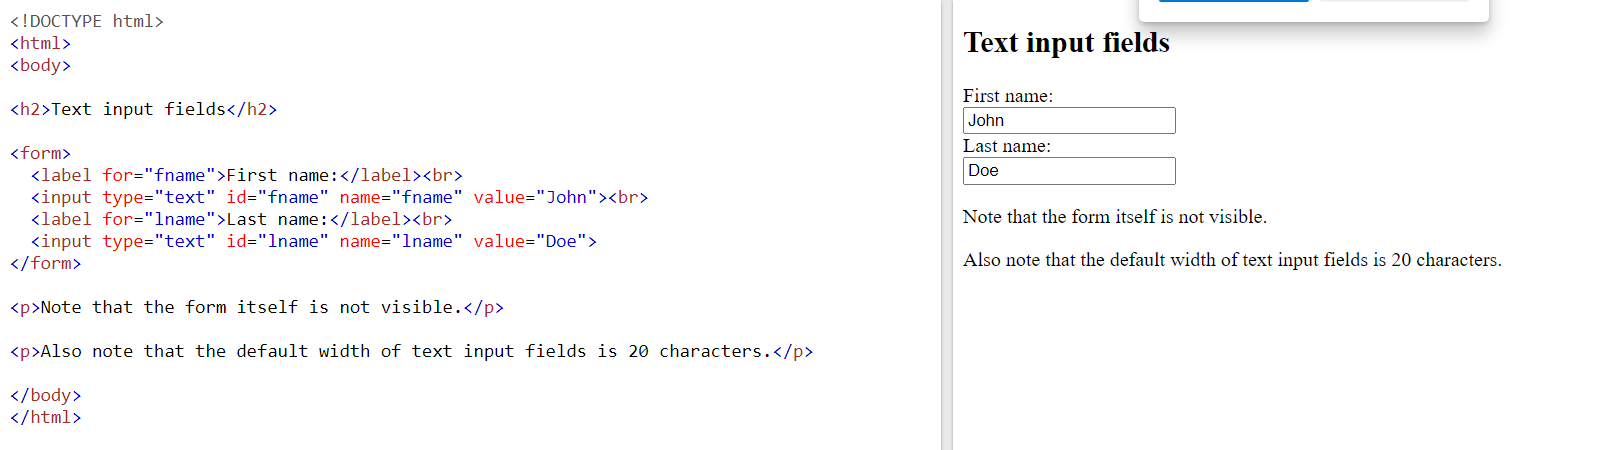 <!DOCTYPE html>
<html>
<body>
<h2>Text input fields</h2>
<form>
<label for="fname">First name:</label><br>
<input type="text" id="fname" name="fname" value="John"><br>
<label for="lname">Last name:</label><br>
<input type="text" id="lname" name="lname" value="Doe">
</form>
<p>Note that the form itself is not visible.</p>
<p>Also note that the default width of text input fields is 20 characters.</p>
</body>
</html>
Text input fields
First name:
John
Last name:
Doe
Note that the form itself is not visible.
Also note that the default width of text input fields is 20 characters.